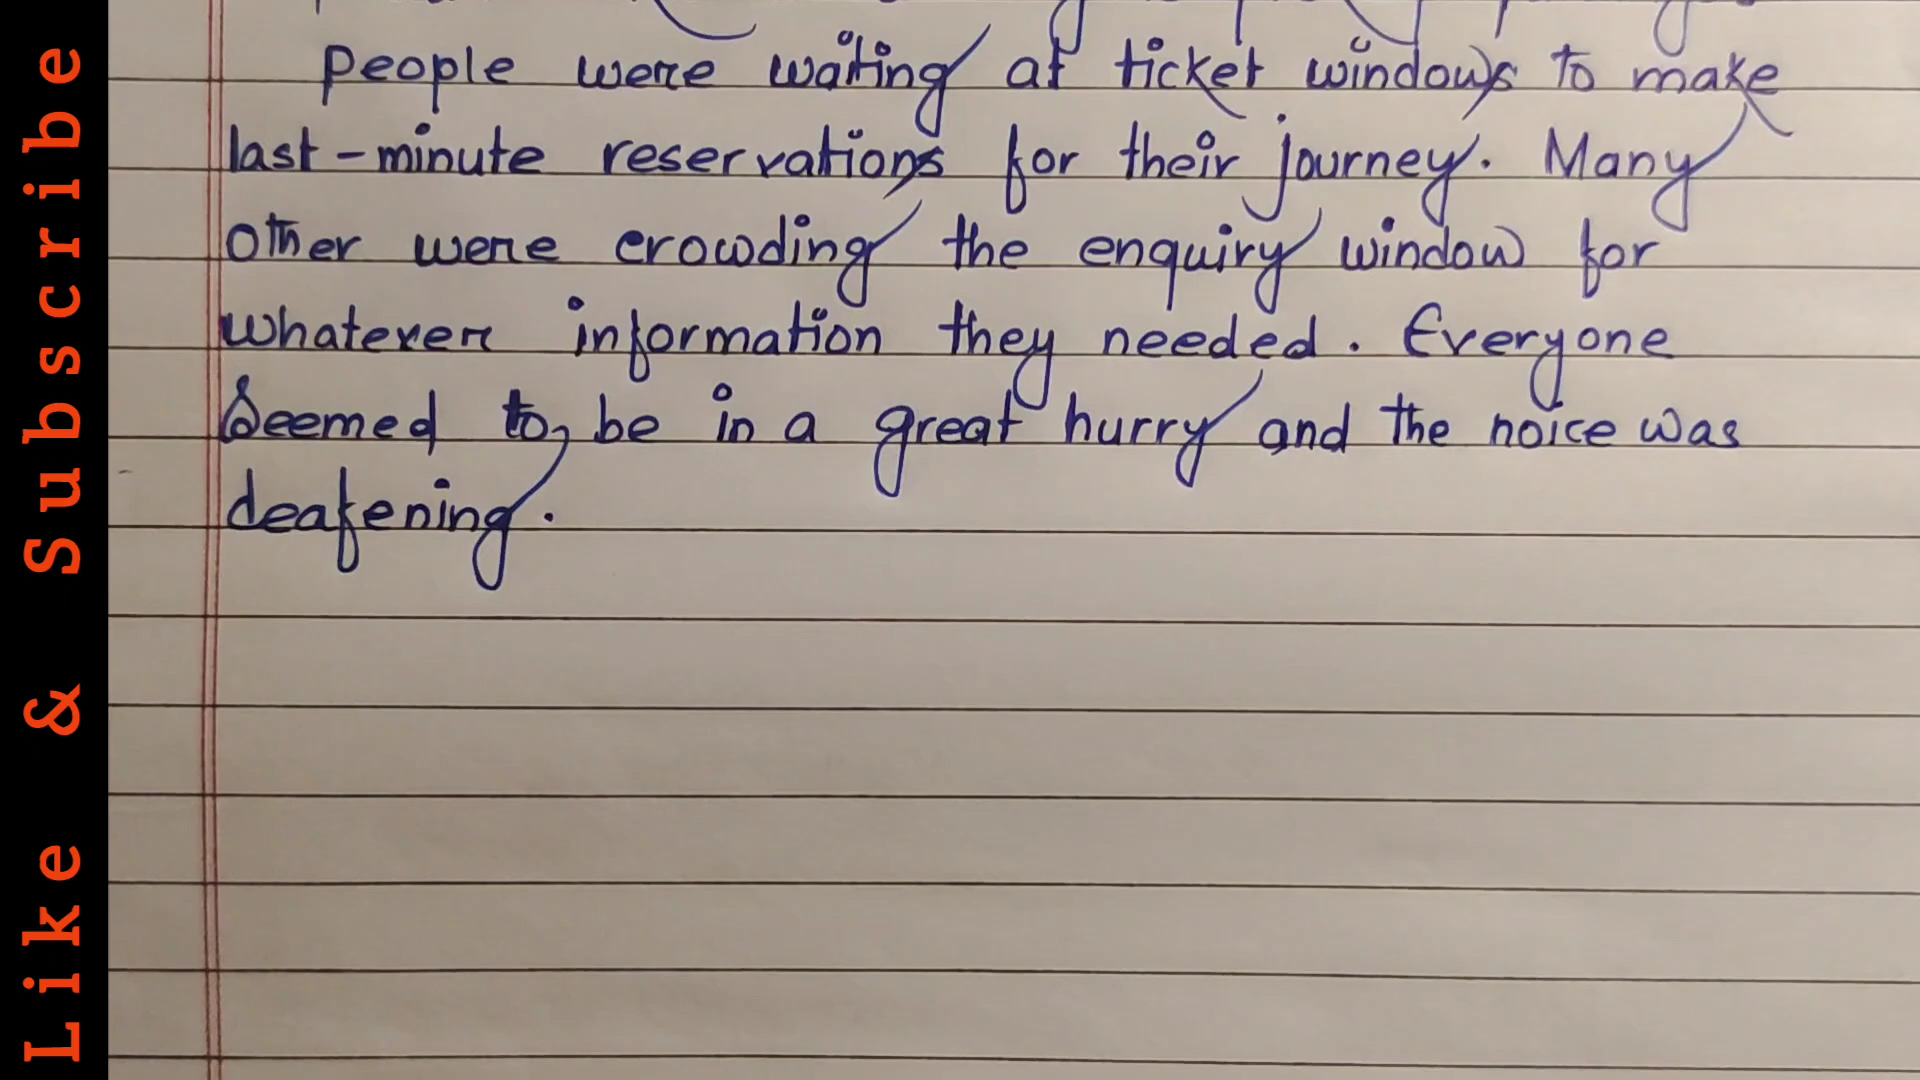 people were waiting at ticket windows to make
last-minute reservations for their journey. Many
other were crowding the enquiry window for
whatever information they needed. Everyone
seemed to be in a great hurry and the noice was
deafening.
Like & Subscribe